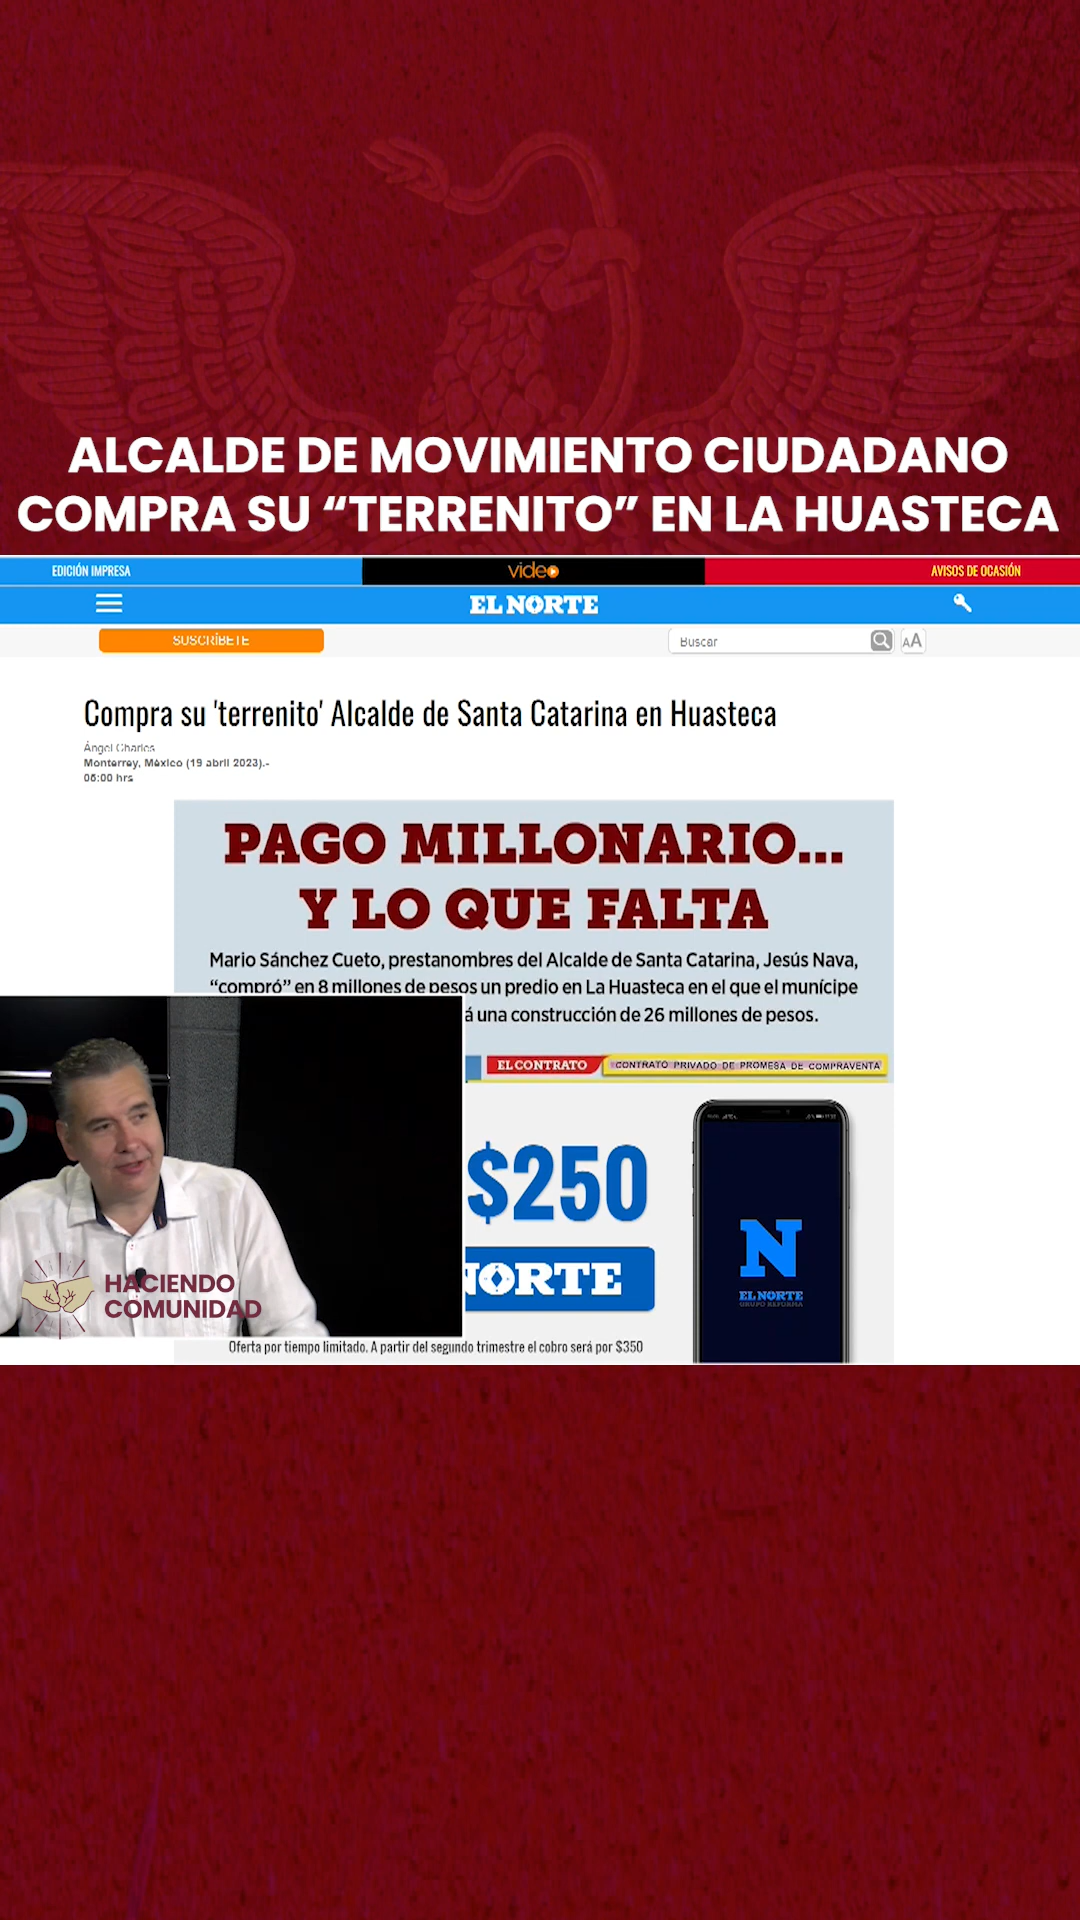 ALCALDE DE MOVIMIENTO CIUDADANO
COMPRA SU “TERRENITO” EN LA HUASTECA
EDICIÓN IMPRESA
video
AVISOS DE OCASIÓN
EL NORTE
SUSCRÍBETE
Buscar
AA
Compra su 'terrenito' Alcalde de Santa Catarina en Huasteca
Ángel Charles
Monterrey, México (19 abril 2023).-
05:00 hrs
PAGO MILLONARIO...
Y LO QUE FALTA
Mario Sánchez Cueto, prestanombres del Alcalde de Santa Catarina, Jesús Nava,
“compró” en 8 millones de pesos un predio en La Huasteca en el que el munícipe
á una construcción de 26 millones de pesos.
EL CONTRATO
CONTRATO PRIVADO DE PROMESA DE COMPRAVENTA
$250
NORTE
N
EL NORTE
GRUPO REFORMA
HACIENDO
COMUNIDAD
Oferta por tiempo limitado. A partir del segundo trimestre el cobro será por $350